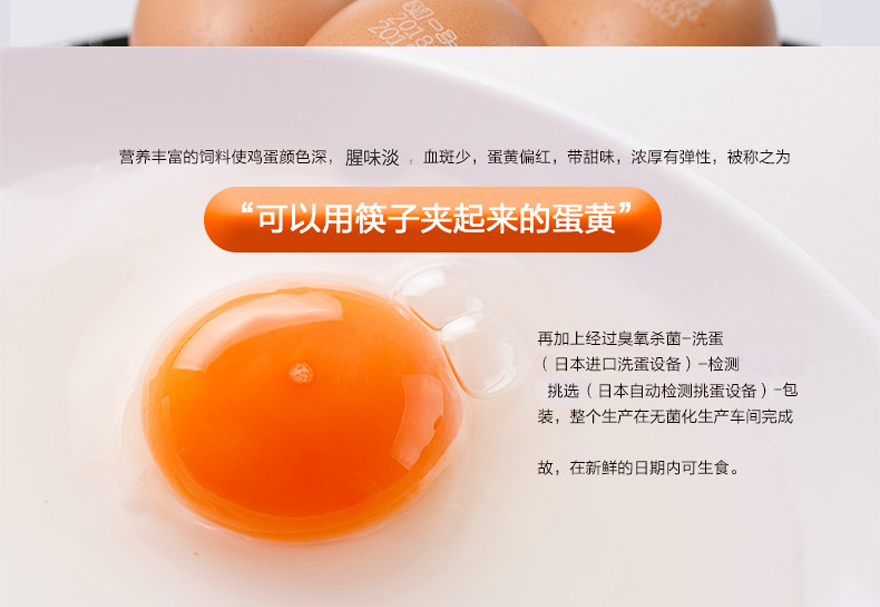 2018
营养丰富的饲料使鸡蛋颜色深，腥味淡，血斑少，蛋黄偏红，带甜味，浓厚有弹性，被称之为
“可以用筷子夹起来的蛋黄”
再加上经过臭氧杀菌-洗蛋
（日本进口洗蛋设备）-检测
挑选（日本自动检测挑蛋设备）-包
装，整个生产在无菌化生产车间完成
故，在新鲜的日期内可生食。